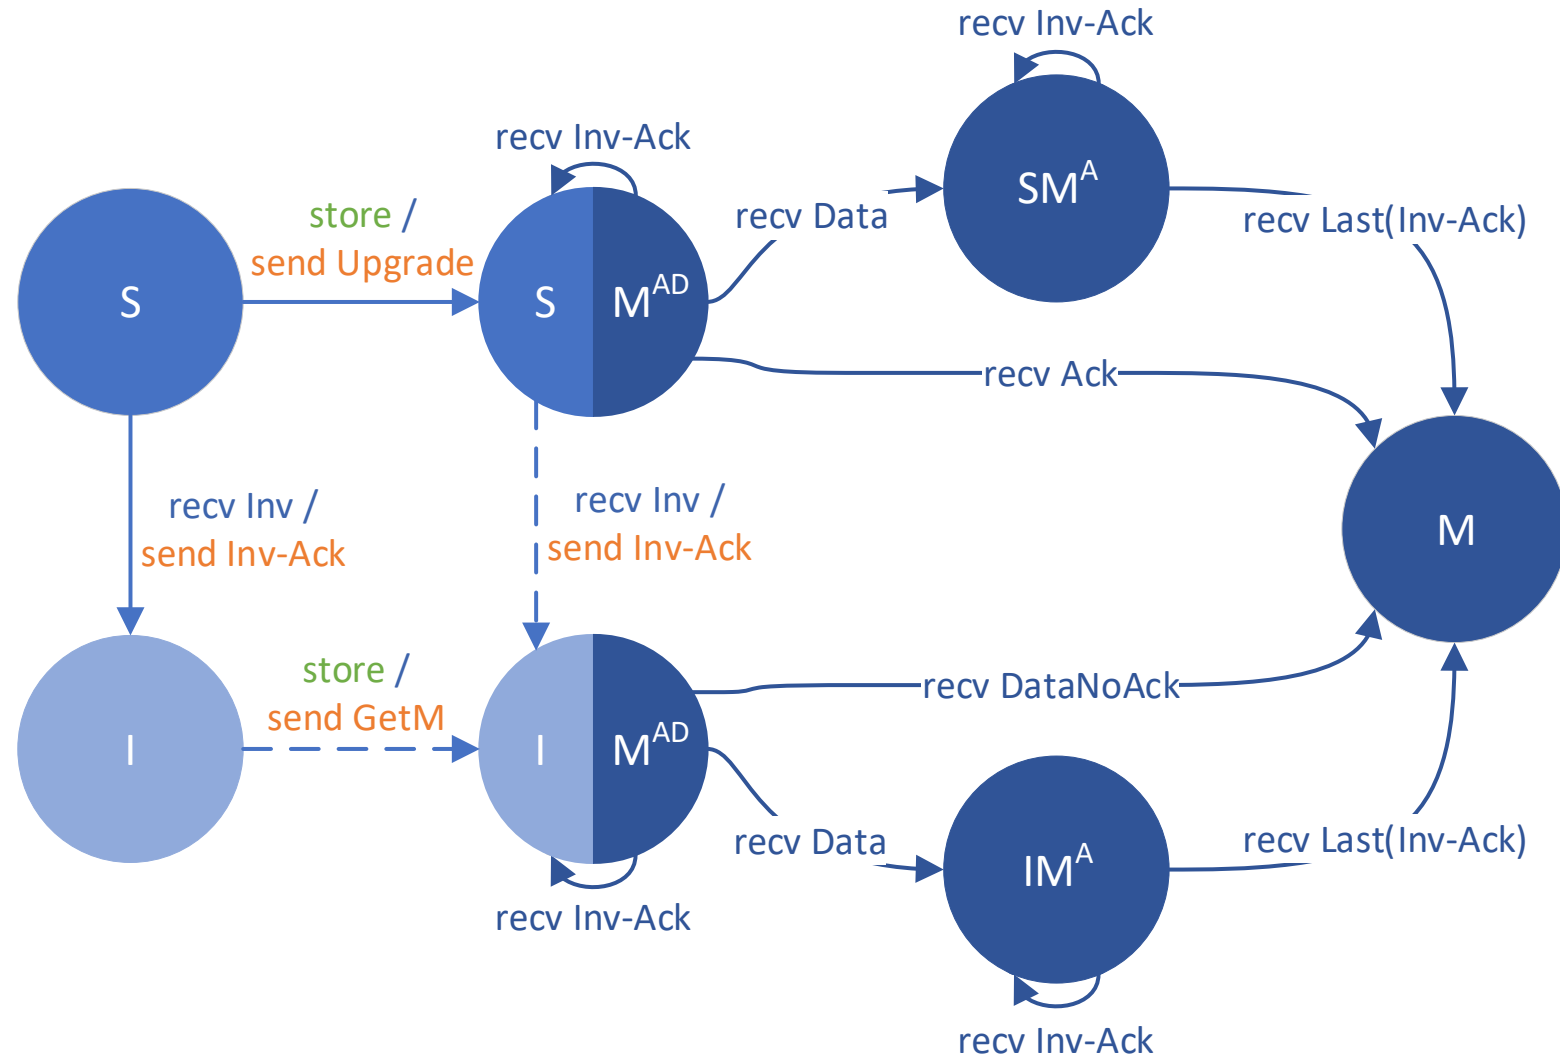 recv Inv-Ack
recv Inv-Ack
SM^A
store /
send Upgrade
recv Data
recv Last(Inv-Ack)
S
S M^AD
recv Ack
recv Inv /
send Inv-Ack
recv Inv /
send Inv-Ack
M
store /
send GetM
recv DataNoAck
I
I M^AD
recv Data
recv Last(Inv-Ack)
IM^A
recv Inv-Ack
recv Inv-Ack